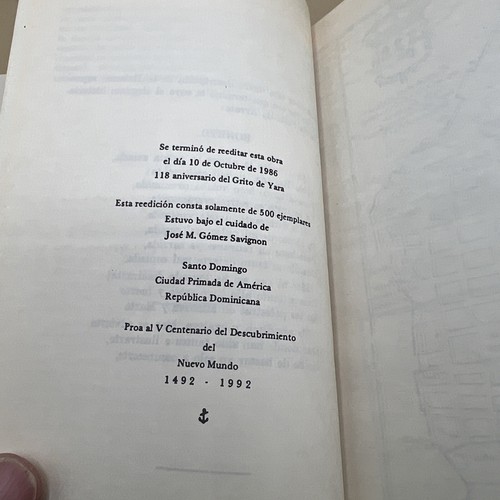 Se terminó de reeditar esta obra
el día 10 de Octubre de 1986
118 aniversario del Grito de Yara
Esta reedición consta solamente de 500 ejemplares
Estuvo bajo el cuidado de
José M. Gómez Savignon
Santo Domingo
Ciudad Primada de América
República Dominicana
Proa al V Centenario del Descubrimiento
del
Nuevo Mundo
1492 - 1992